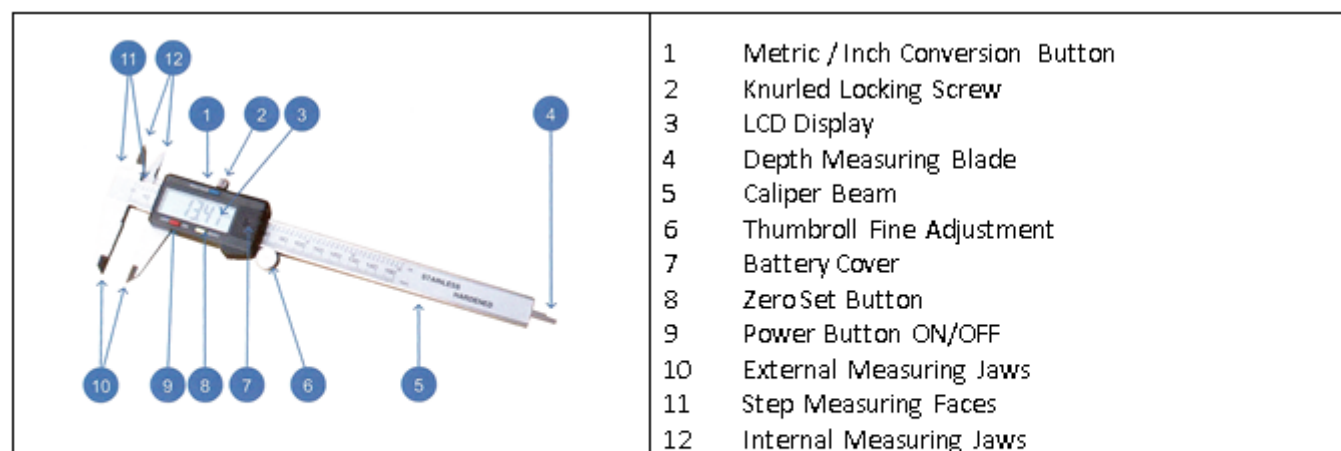 11
12
1
2
3
4
1347
STAINLESS
HARDENED
10
9
8
7
6
5
1 Metric / Inch Conversion Button
2 Knurled Locking Screw
3 LCD Display
4 Depth Measuring Blade
5 Caliper Beam
6 Thumbroll Fine Adjustment
7 Battery Cover
8 Zero Set Button
9 Power Button ON/OFF
10 External Measuring Jaws
11 Step Measuring Faces
12 Internal Measuring Jaws